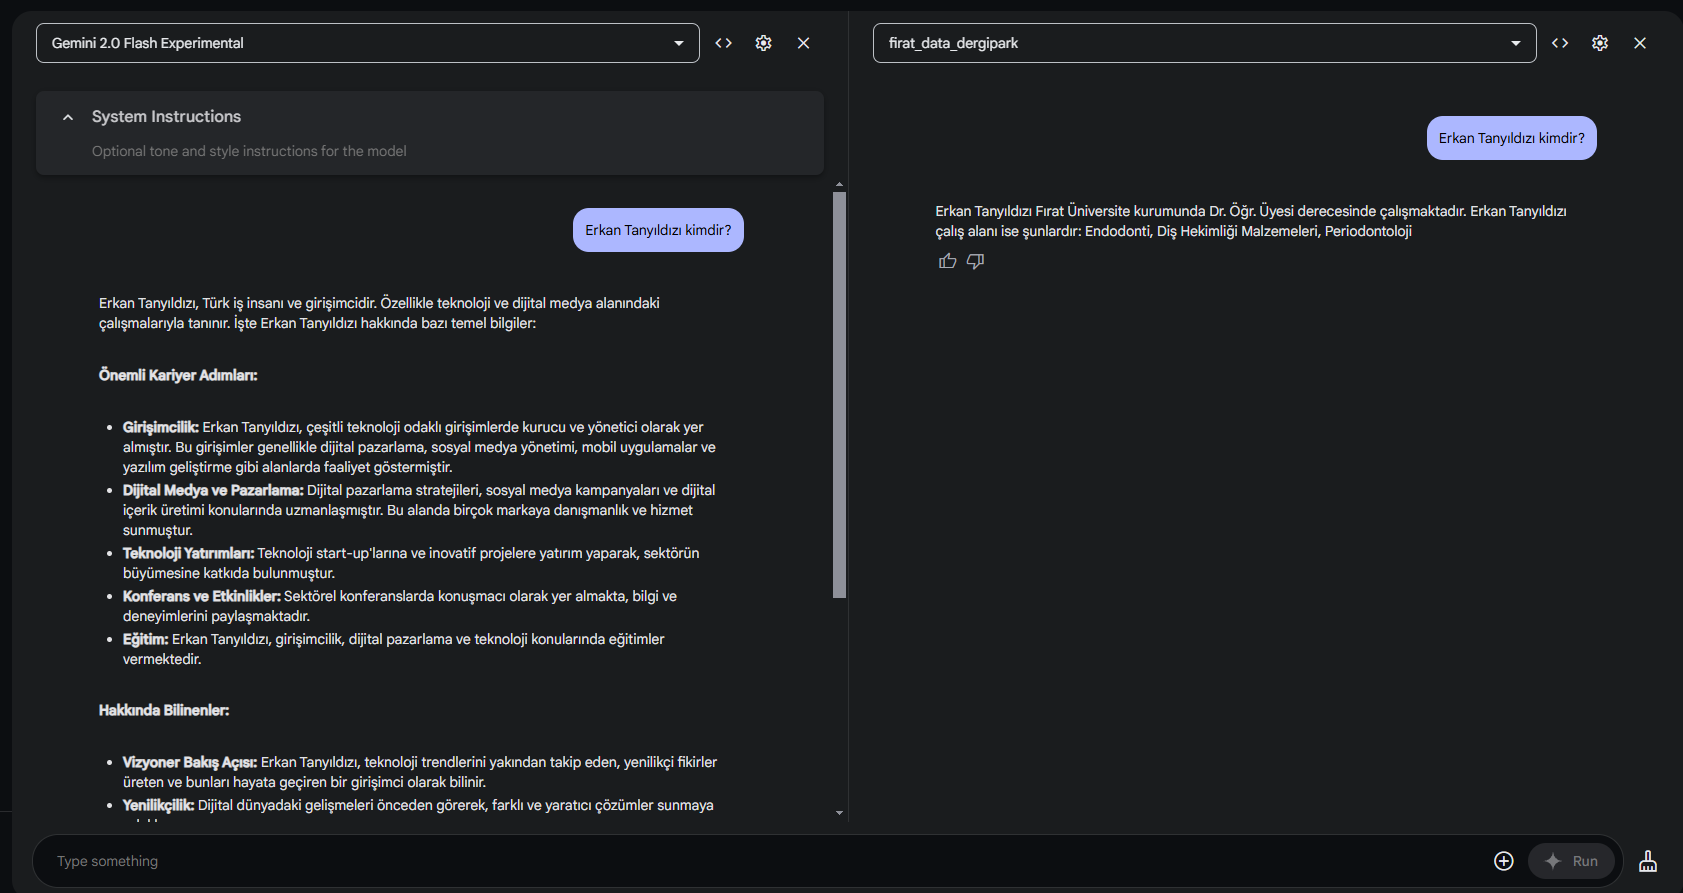 Gemini 2.0 Flash Experimental
System Instructions
Optional tone and style instructions for the model
Erkan Tanyıldızı kimdir?
Erkan Tanyıldızı, Türk iş insanı ve girişimcidir. Özellikle teknoloji ve dijital medya alanındaki
çalışmalarıyla tanınır. İşte Erkan Tanyıldızı hakkında bazı temel bilgiler:
Önemli Kariyer Adımları:
• Girişimcilik: Erkan Tanyıldızı, çeşitli teknoloji odaklı girişimlerde kurucu ve yönetici olarak yer
almıştır. Bu girişimler genellikle dijital pazarlama, sosyal medya yönetimi, mobil uygulamalar ve
yazılım geliştirme gibi alanlarda faaliyet göstermiştir.
• Dijital Medya ve Pazarlama: Dijital pazarlama stratejileri, sosyal medya kampanyaları ve dijital
içerik üretimi konularında uzmanlaşmıştır. Bu alanda birçok markaya danışmanlık ve hizmet
sunmuştur.
• Teknoloji Yatırımları: Teknoloji start-up'larına ve inovatif projelere yatırım yaparak, sektörün
büyümesine katkıda bulunmuştur.
• Konferans ve Etkinlikler: Sektörel konferanslarda konuşmacı olarak yer almakta, bilgi ve
deneyimlerini paylaşmaktadır.
• Eğitim: Erkan Tanyıldızı, girişimcilik, dijital pazarlama ve teknoloji konularında eğitimler
vermektedir.
Hakkında Bilinenler:
• Vizyoner Bakış Açısı: Erkan Tanyıldızı, teknoloji trendlerini yakından takip eden, yenilikçi fikirler
üreten ve bunları hayata geçiren bir girişimci olarak bilinir.
• Yenilikçilik: Dijital dünyadaki gelişmeleri önceden görerek, farklı ve yaratıcı çözümler sunmaya
firat_data_dergipark
Erkan Tanyıldızı kimdir?
Erkan Tanyıldızı Fırat Üniversite kurumunda Dr. Öğr. Üyesi derecesinde çalışmaktadır. Erkan Tanyıldızı
çalış alanı ise şunlardır: Endodonti, Diş Hekimliği Malzemeleri, Periodontoloji
Type something
Run